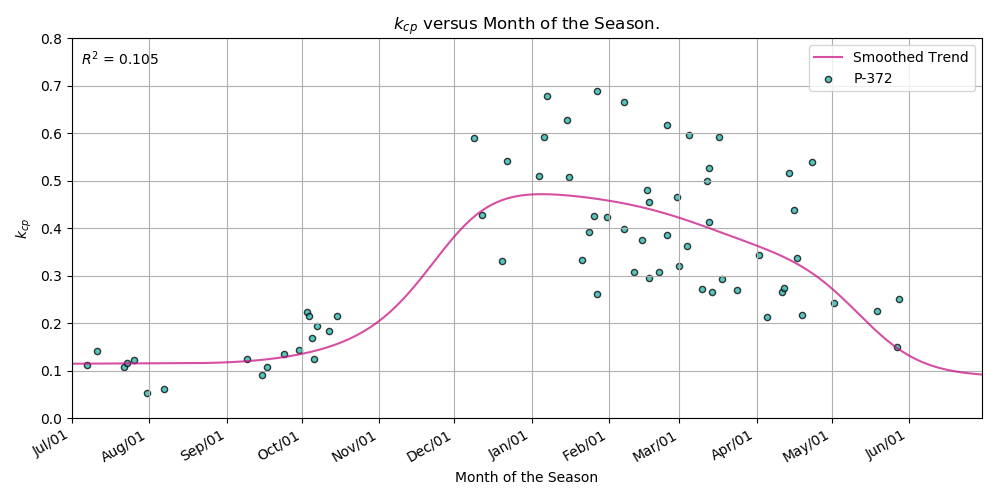 k_cp versus Month of the Season.
R² = 0.105
Smoothed Trend
P-372
k_cp
0.8
0.7
0.6
0.5
0.4
0.3
0.2
0.1
0.0
Jul/01
Aug/01
Sep/01
Oct/01
Nov/01
Dec/01
Jan/01
Feb/01
Mar/01
Apr/01
May/01
Jun/01
Month of the Season